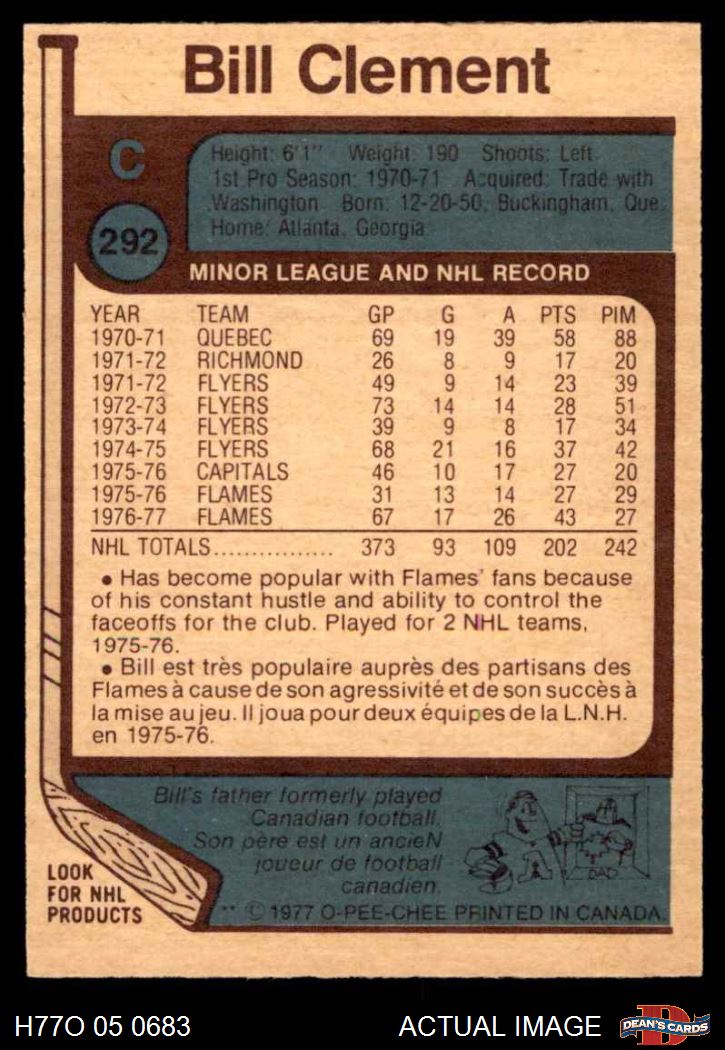 Bill Clement
C
Height: 6'1" Weight: 190 Shoots: Left
1st Pro Season: 1970-71 Acquired: Trade with
Washington Born: 12-20-50, Buckingham, Que.
Home: Atlanta, Georgia
292
MINOR LEAGUE AND NHL RECORD
YEAR TEAM GP G A PTS PIM
1970-71 QUEBEC 69 19 39 58 88
1971-72 RICHMOND 26 8 9 17 20
1971-72 FLYERS 49 9 14 23 39
1972-73 FLYERS 73 14 14 28 51
1973-74 FLYERS 39 9 8 17 34
1974-75 FLYERS 68 21 16 37 42
1975-76 CAPITALS 46 10 17 27 20
1975-76 FLAMES 31 13 14 27 29
1976-77 FLAMES 67 17 26 43 27
NHL TOTALS................ 373 93 109 202 242
• Has become popular with Flames' fans because
of his constant hustle and ability to control the
faceoffs for the club. Played for 2 NHL teams,
1975-76.
• Bill est très populaire auprès des partisans des
Flames à cause de son agressivité et de son succès à
la mise au jeu. Il joua pour deux équipes de la L.N.H.
en 1975-76.
Bill's father formerly played
Canadian football.
Son père est un ancieN
joueur de football
canadien.
DAD
LOOK
FOR NHL
PRODUCTS
** © 1977 O-PEE-CHEE PRINTED IN CANADA.
H77O 05 0683 ACTUAL IMAGE
D
DEAN'S CARDS